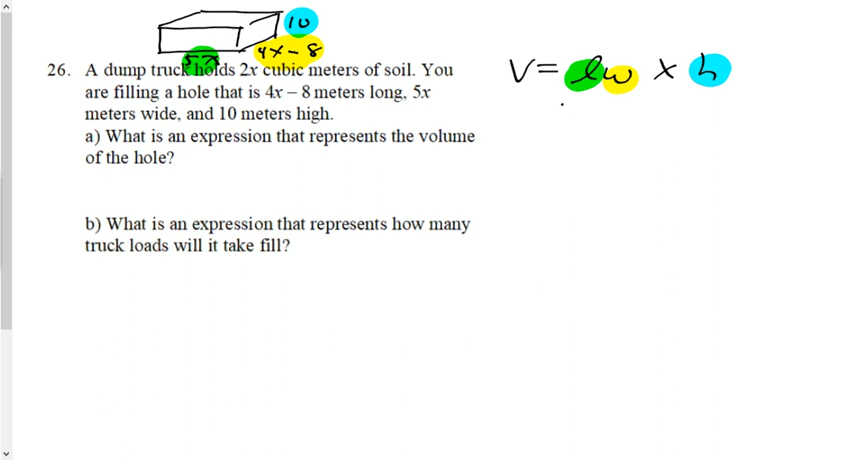 10
4x - 8
5x
V = lw x h
26. A dump truck holds 2x cubic meters of soil. You
are filling a hole that is 4x – 8 meters long, 5x
meters wide, and 10 meters high.
a) What is an expression that represents the volume
of the hole?
b) What is an expression that represents how many
truck loads will it take fill?